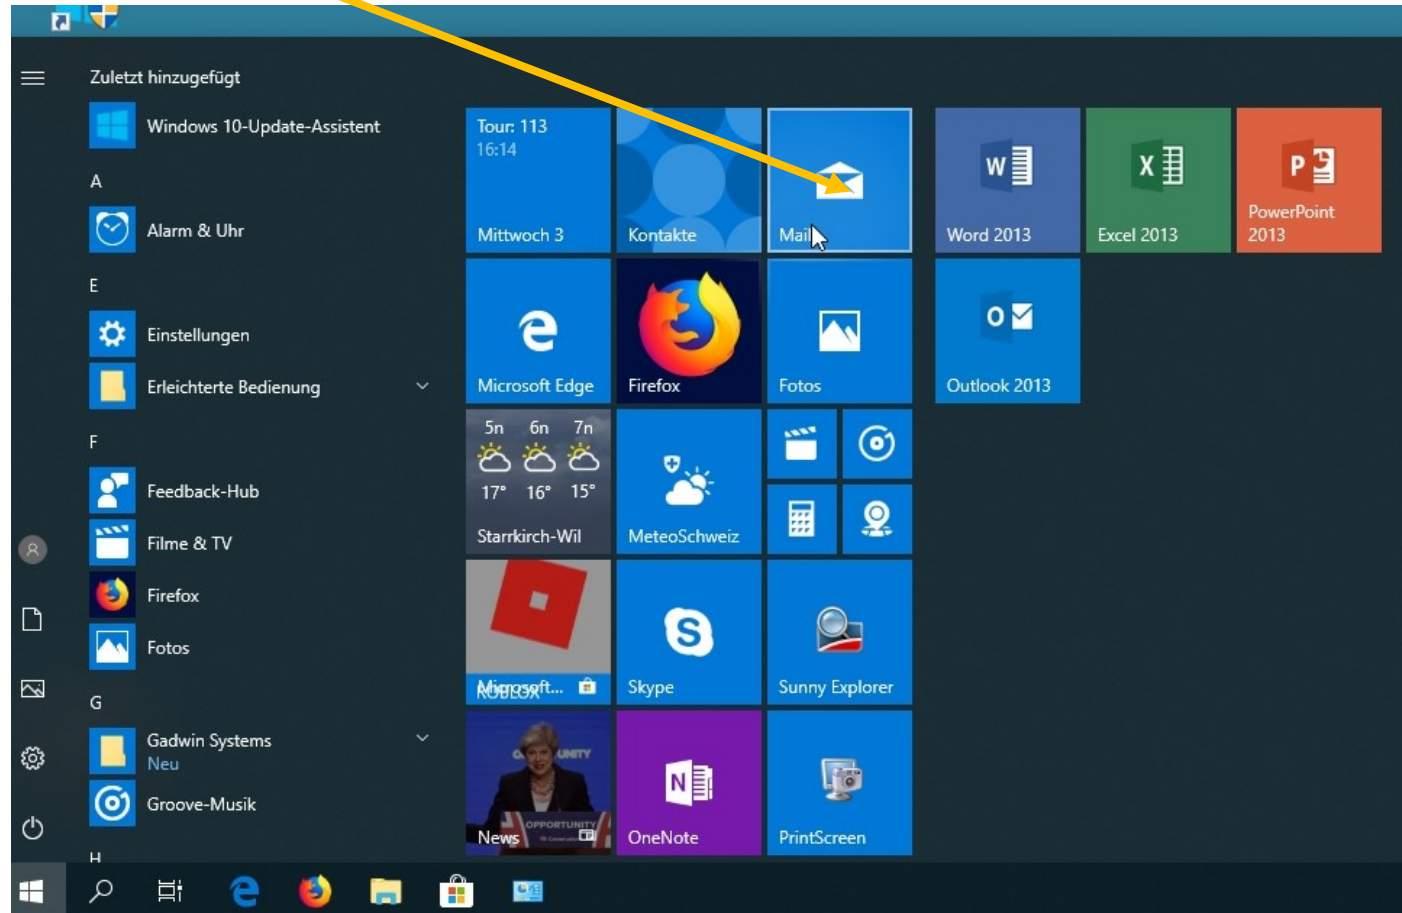 Zuletzt hinzugefügt
Windows 10-Update-Assistent
A
Alarm & Uhr
E
Einstellungen
Erleichterte Bedienung
F
Feedback-Hub
Filme & TV
Firefox
Fotos
G
Gadwin Systems
Neu
Groove-Musik
H
Tour: 113
16:14
Mittwoch 3
Kontakte
Mail
Word 2013
Excel 2013
PowerPoint
2013
Microsoft Edge
Firefox
Fotos
Outlook 2013
5n 6n 7n
17° 16° 15°
Starrkirch-Wil
MeteoSchweiz
Microsoft...
ROBLOX
Skype
Sunny Explorer
OPPORTUNITY
News
OneNote
PrintScreen